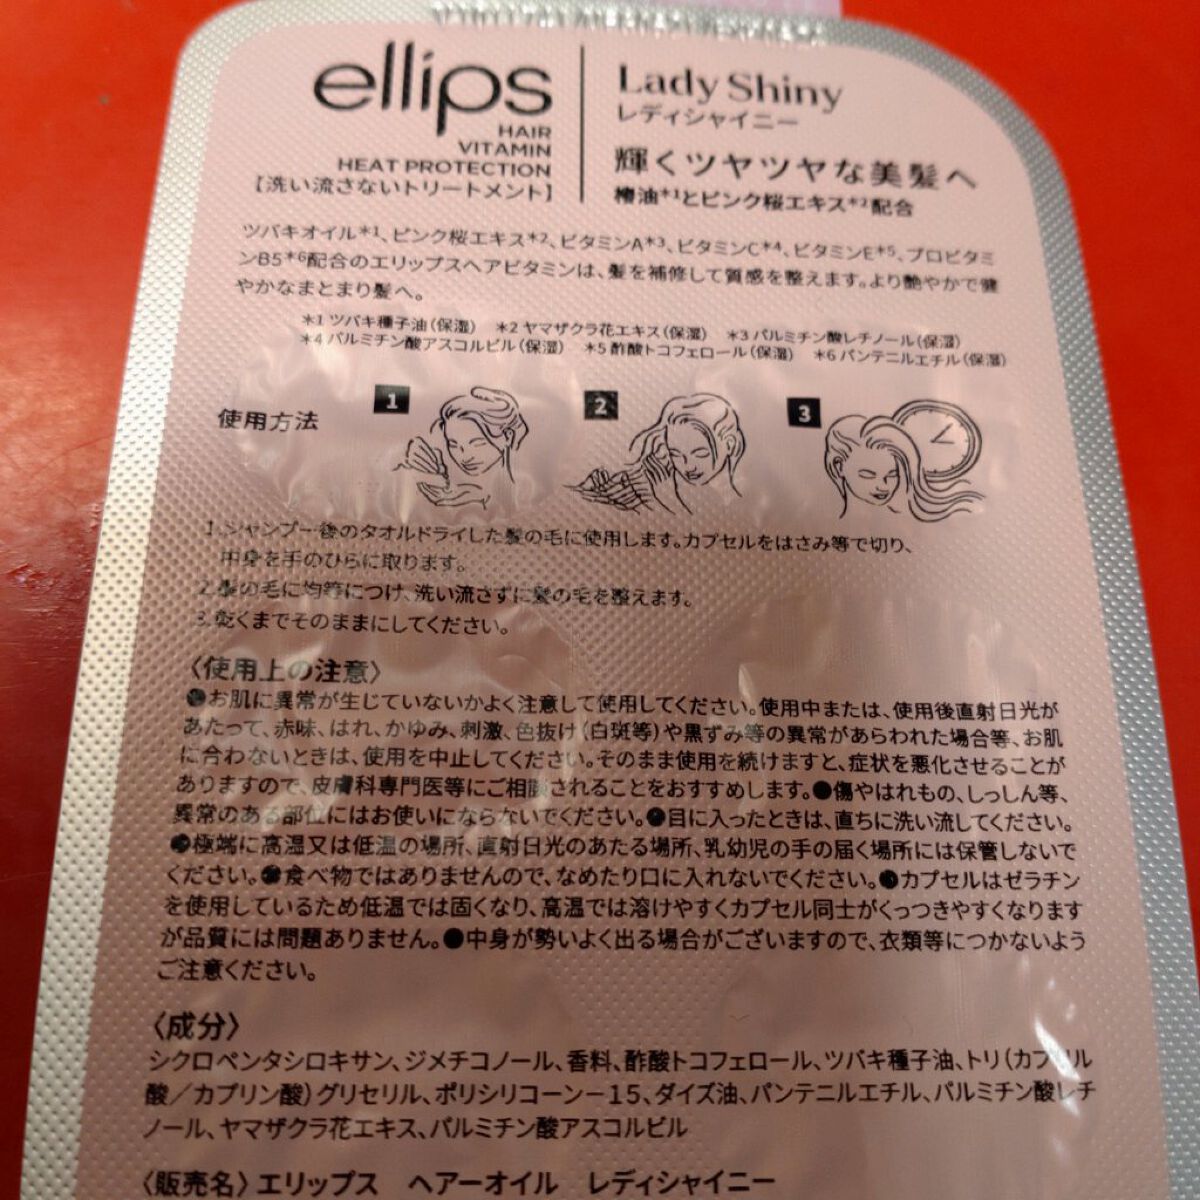 ellips
HAIR
VITAMIN
HEAT PROTECTION
【洗い流さないトリートメント】
Lady Shiny
レディシャイニー
輝くツヤツヤな美髪へ
椿油*1とピンク桜エキス*2配合
ツバキオイル*1、ピンク桜エキス*2、ビタミンA*3、ビタミンC*4、ビタミンE*5、プロビタミ
ンB5*6配合のエリップスヘアビタミンは、髪を補修して質感を整えます。より艶やかで健
やかなまとまり髪へ。
*1 ツバキ種子油(保湿) *2 ヤマザクラ花エキス(保湿) *3 パルミチン酸レチノール(保湿)
*4 パルミチン酸アスコルビル(保湿) *5 酢酸トコフェロール(保湿) *6 パンテニルエチル(保湿)
使用方法
1
2
3
1.シャンプー後のタオルドライした髪の毛に使用します。カプセルをはさみ等で切り、
中身を手のひらに取ります。
2.髪の毛に均等につけ、洗い流さずに髪の毛を整えます。
3.乾くまでそのままにしてください。
〈使用上の注意〉
●お肌に異常が生じていないかよく注意して使用してください。使用中または、使用後直射日光が
あたって、赤味、はれ、かゆみ、刺激、色抜け(白斑等)や黒ずみ等の異常があらわれた場合等、お肌
に合わないときは、使用を中止してください。そのまま使用を続けますと、症状を悪化させることが
ありますので、皮膚科専門医等にご相談されることをおすすめします。●傷やはれもの、しっしん等、
異常のある部位にはお使いにならないでください。●目に入ったときは、直ちに洗い流してください。
●極端に高温又は低温の場所、直射日光のあたる場所、乳幼児の手の届く場所には保管しないで
ください。●食べ物ではありませんので、なめたり口に入れないでください。●カプセルはゼラチン
を使用しているため低温では固くなり、高温では溶けやすくカプセル同士がくっつきやすくなります
が品質には問題ありません。●中身が勢いよく出る場合がございますので、衣類等につかないよう
ご注意ください。
〈成分〉
シクロペンタシロキサン、ジメチコノール、香料、酢酸トコフェロール、ツバキ種子油、トリ(カプリル
酸／カプリン酸)グリセリル、ポリシリコーン－15、ダイズ油、パンテニルエチル、パルミチン酸レチ
ノール、ヤマザクラ花エキス、パルミチン酸アスコルビル
〈販売名〉エリップス ヘアーオイル レディシャイニー